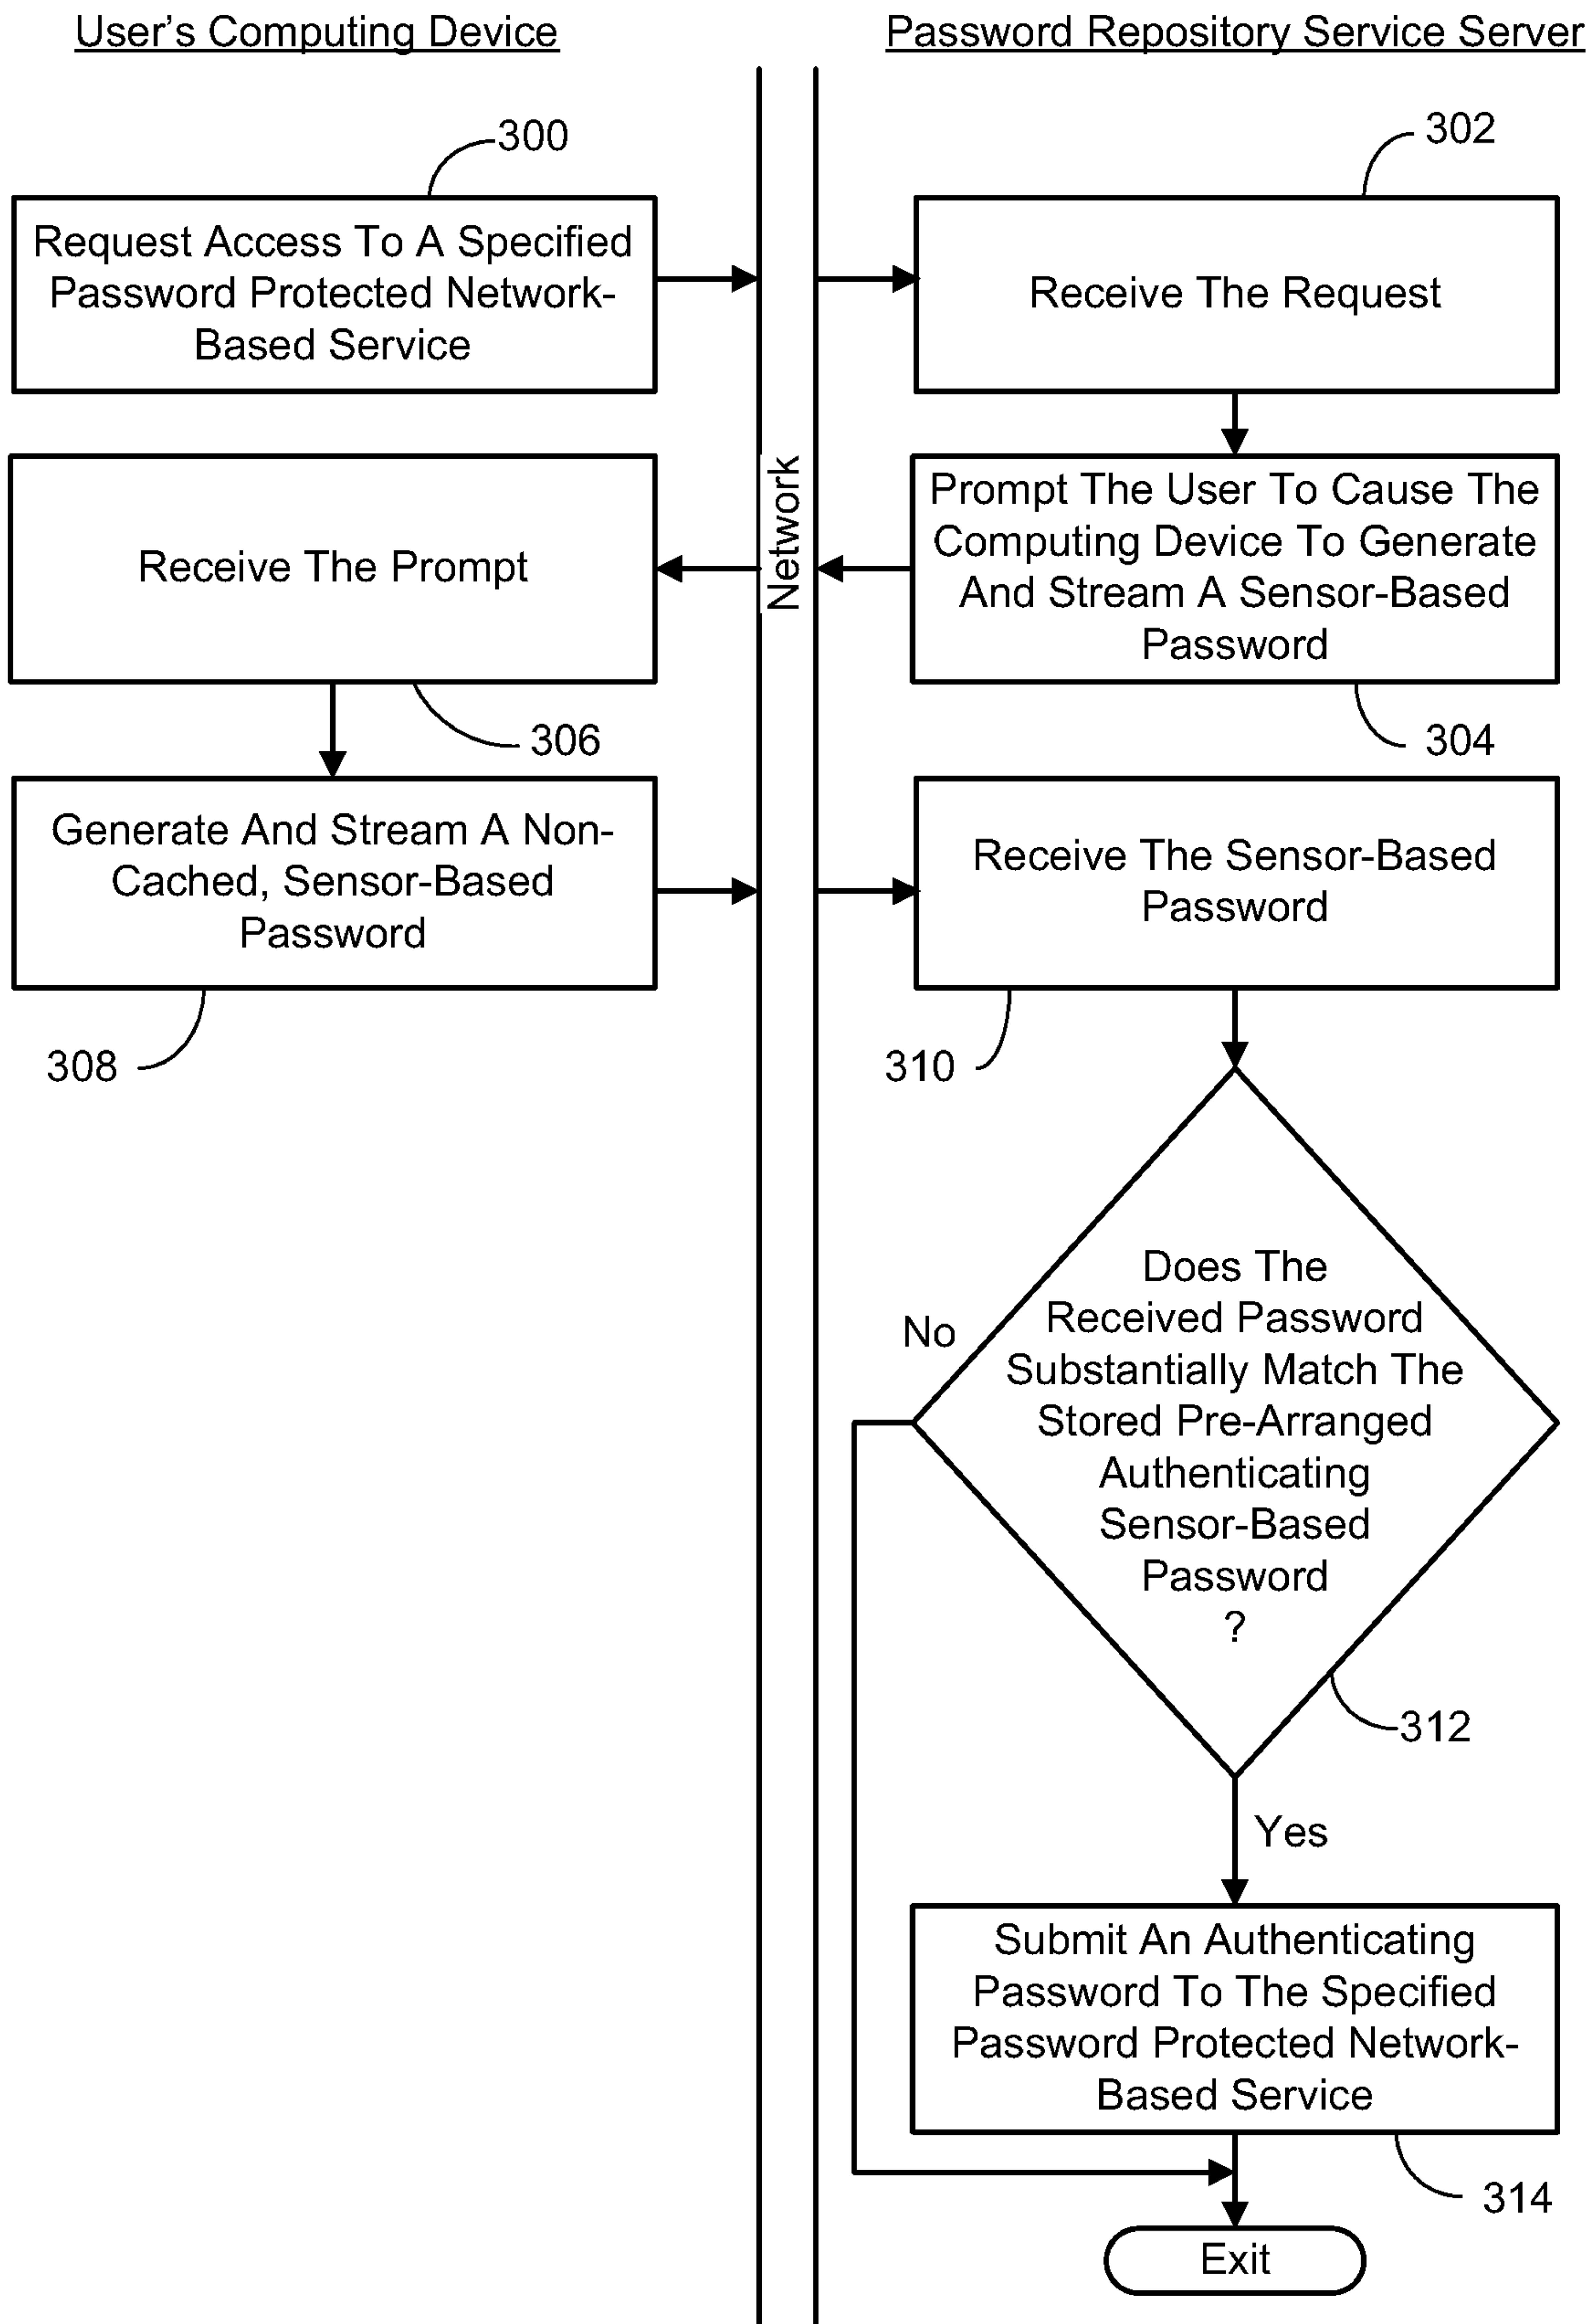 User's Computing Device
Password Repository Service Server
300
302
Request Access To A Specified
Password Protected Network-
Based Service
Receive The Request
Network
Prompt The User To Cause The
Computing Device To Generate
And Stream A Sensor-Based
Password
Receive The Prompt
306
304
Generate And Stream A Non-
Cached, Sensor-Based
Password
Receive The Sensor-Based
Password
308
310
Does The
Received Password
Substantially Match The
Stored Pre-Arranged
Authenticating
Sensor-Based
Password
?
No
312
Yes
Submit An Authenticating
Password To The Specified
Password Protected Network-
Based Service
314
Exit